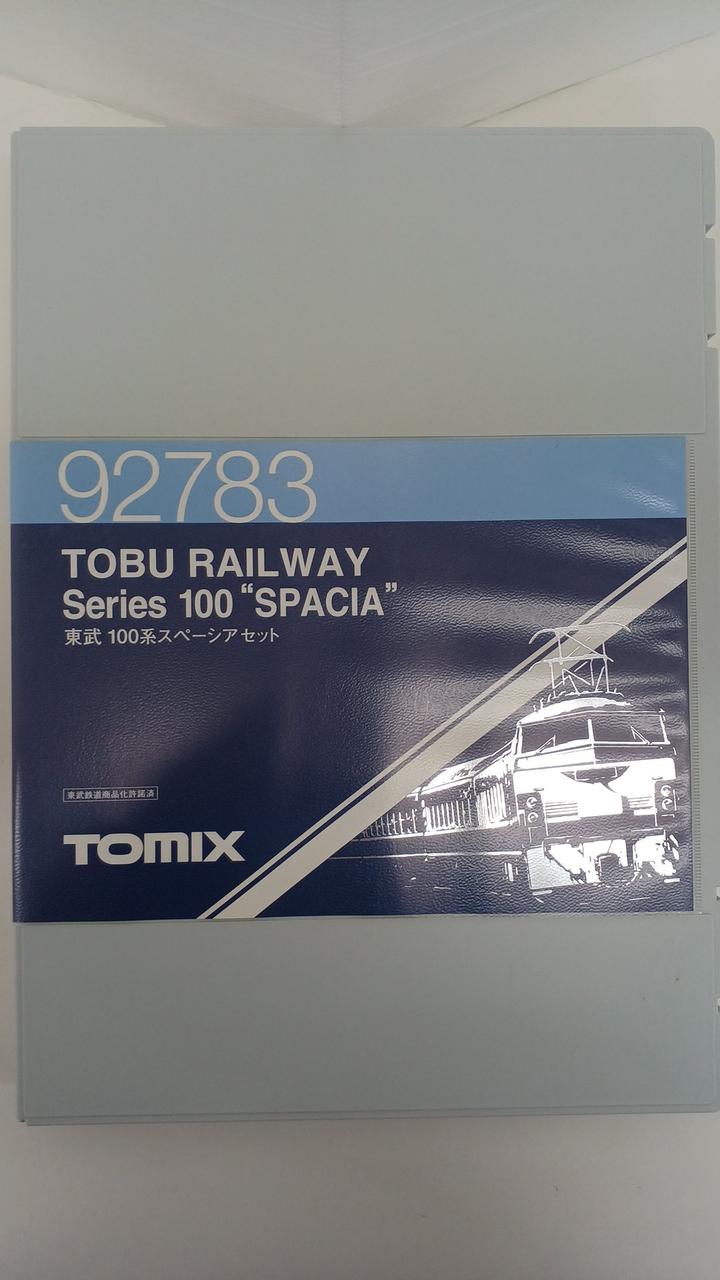 92783
TOBU RAILWAY
Series 100 “SPACIA”
東武 100系スペーシアセット
東武鉄道商品化許諾済
TOMIX